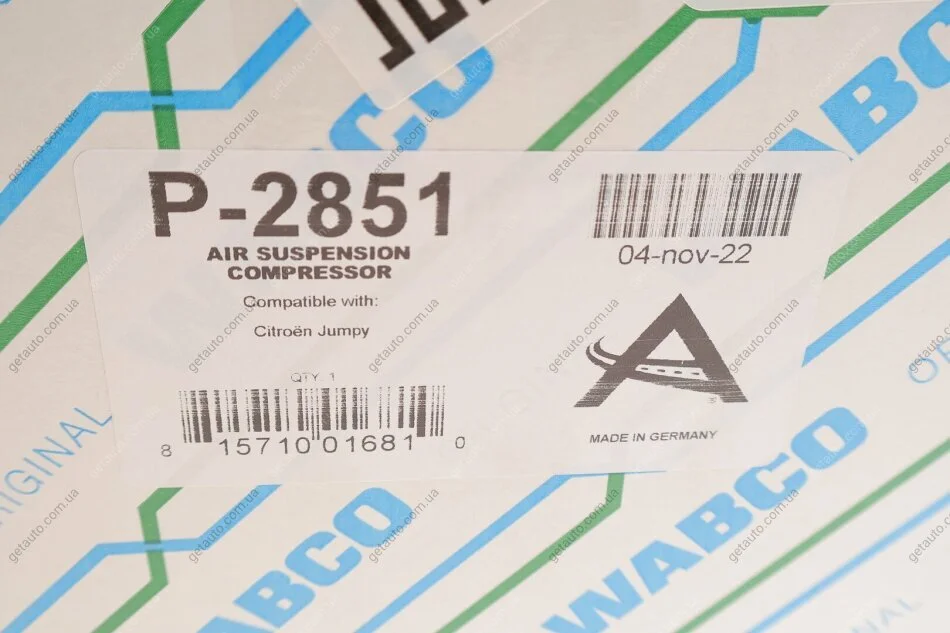 WABCO
P-2851
AIR SUSPENSION
COMPRESSOR
Compatible with:
Citroën Jumpy
QTY 1
8 15710 01681 0
04-nov-22
A
MADE IN GERMANY
ORIGINAL
WABCO
WABCO
getauto.com.ua